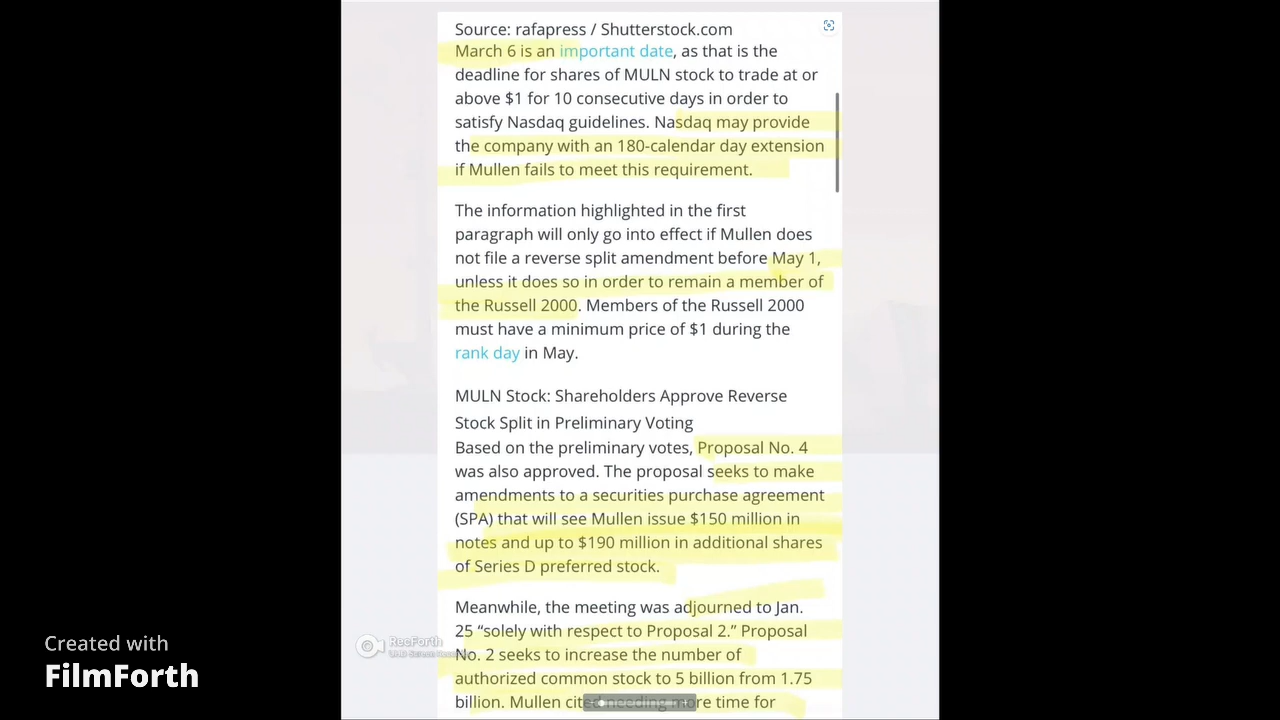 Source: rafapress / Shutterstock.com
March 6 is an important date, as that is the
deadline for shares of MULN stock to trade at or
above $1 for 10 consecutive days in order to
satisfy Nasdaq guidelines. Nasdaq may provide
the company with an 180-calendar day extension
if Mullen fails to meet this requirement.
The information highlighted in the first
paragraph will only go into effect if Mullen does
not file a reverse split amendment before May 1,
unless it does so in order to remain a member of
the Russell 2000. Members of the Russell 2000
must have a minimum price of $1 during the
rank day in May.
MULN Stock: Shareholders Approve Reverse
Stock Split in Preliminary Voting
Based on the preliminary votes, Proposal No. 4
was also approved. The proposal seeks to make
amendments to a securities purchase agreement
(SPA) that will see Mullen issue $150 million in
notes and up to $190 million in additional shares
of Series D preferred stock.
Meanwhile, the meeting was adjourned to Jan.
25 “solely with respect to Proposal 2.” Proposal
No. 2 seeks to increase the number of
authorized common stock to 5 billion from 1.75
billion. Mullen cited needing more time for
Created with
FilmForth
RecForth